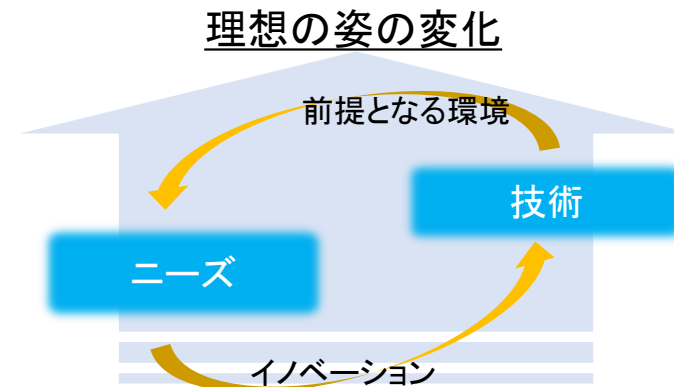 理想の姿の変化
前提となる環境
技術
ニーズ
イノベーション